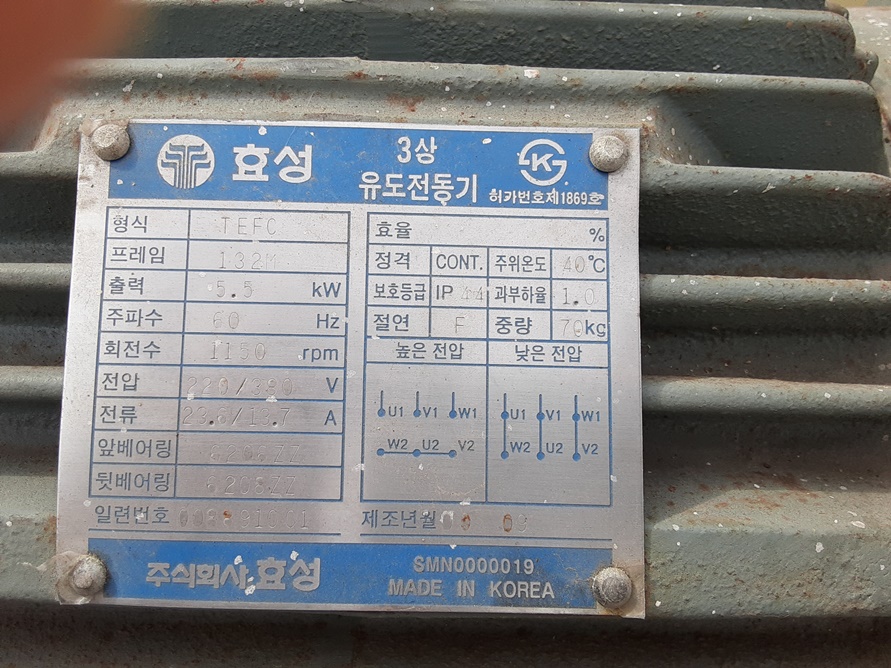 효성
3상
유도전동기
허가번호제1869호
형식 TEFC
프레임 132M
출력 5.5 kW
주파수 60 Hz
회전수 1150 rpm
전압 220/380 V
전류 A
앞베어링
뒷베어링 6208ZZ
일련번호
효율 %
정격 CONT. 주위온도 40℃
보호등급 IP 44 과부하율 1.0
절연 F 중량 70kg
높은 전압 낮은 전압
U1 V1 W1 U1 V1 W1
W2 U2 V2 W2 U2 V2
제조년월
주식회사 효성
SMN0000019
MADE IN KOREA